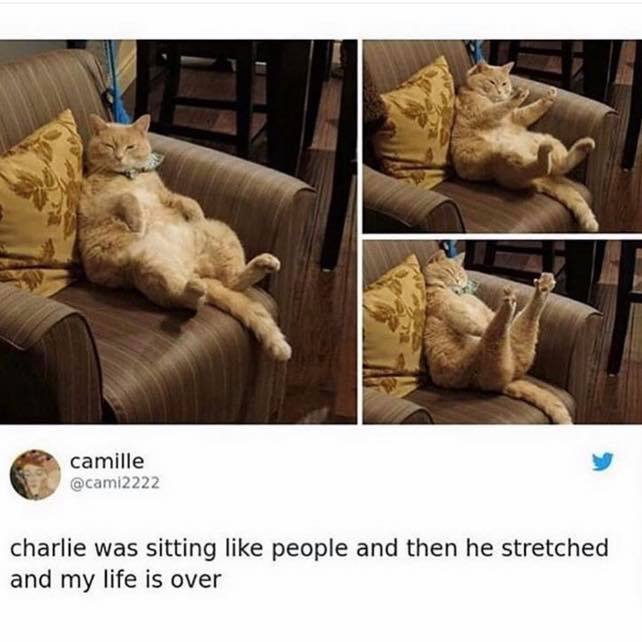 camille
@cami2222
charlie was sitting like people and then he stretched
and my life is over